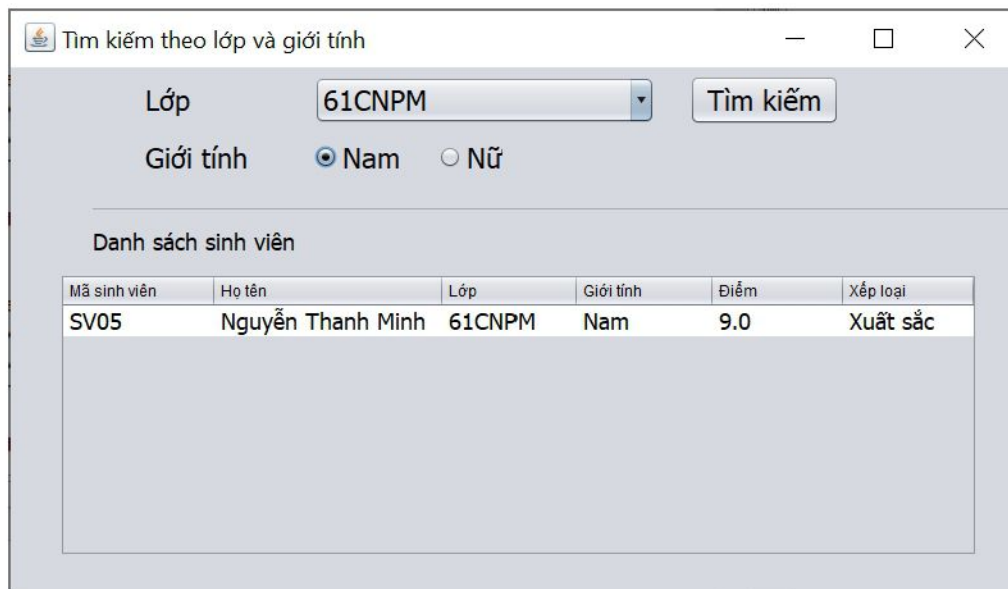 Tìm kiếm theo lớp và giới tính
Lớp 61CNPM Tìm kiếm
Giới tính Nam Nữ
Danh sách sinh viên
Mã sinh viên Họ tên Lớp Giới tính Điểm Xếp loại
SV05 Nguyễn Thanh Minh 61CNPM Nam 9.0 Xuất sắc